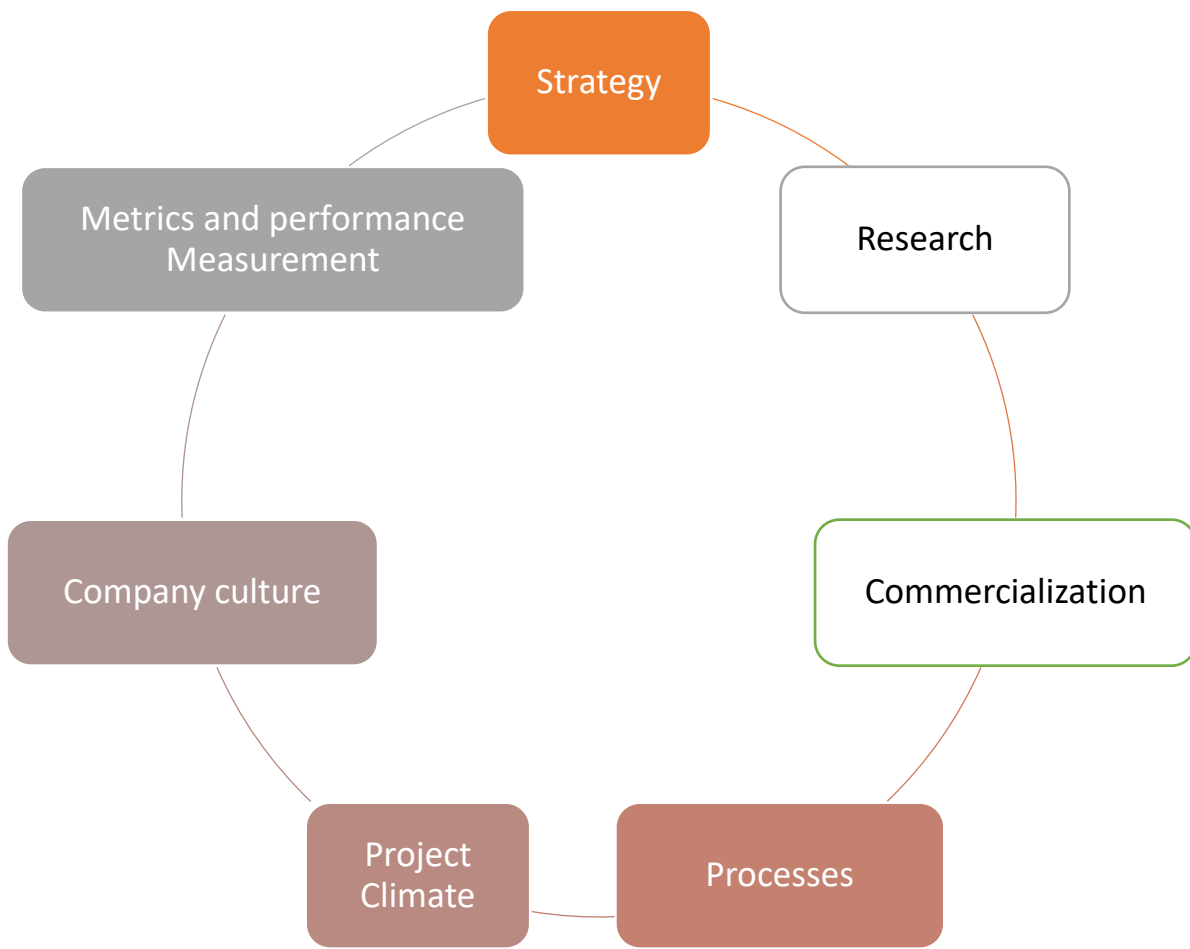 Strategy
Research
Commercialization
Processes
Project
Climate
Company culture
Metrics and performance
Measurement